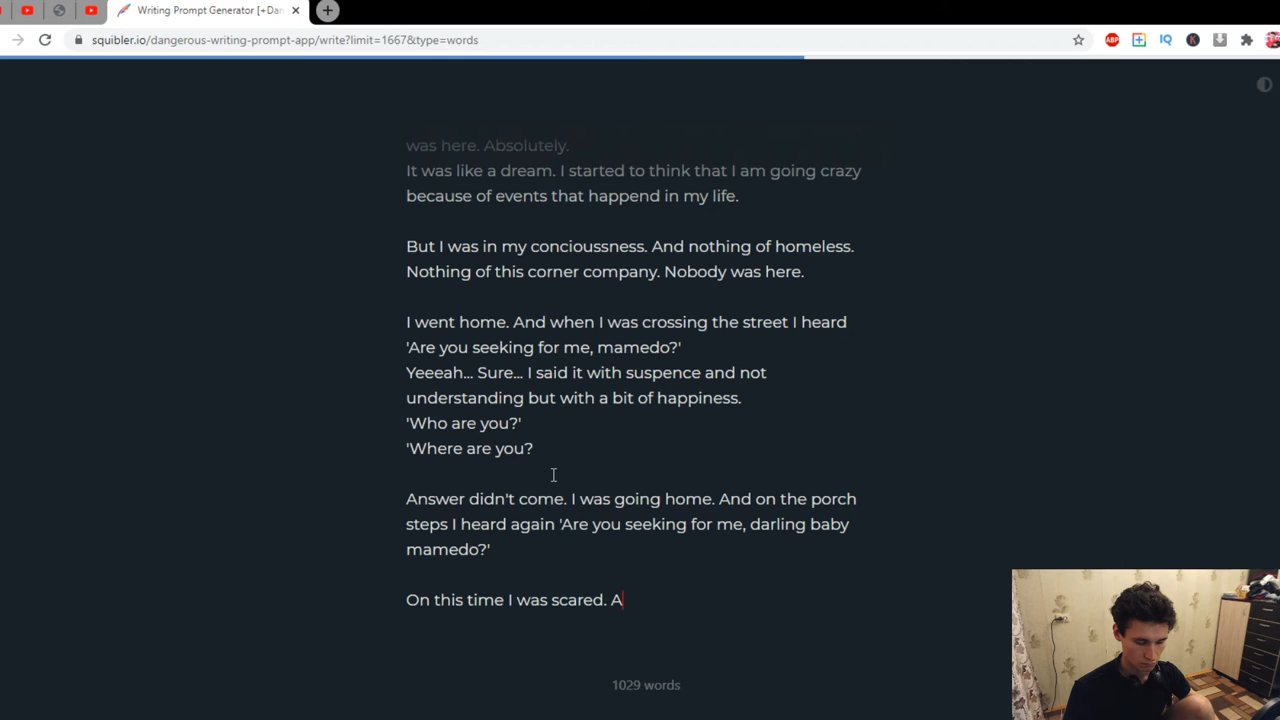 Writing Prompt Generator [+Dan
squibler.io/dangerous-writing-prompt-app/write?limit=1667&type=words
ABP
IQ
K
was here. Absolutely.
It was like a dream. I started to think that I am going crazy
because of events that happend in my life.
But I was in my concioussness. And nothing of homeless.
Nothing of this corner company. Nobody was here.
I went home. And when I was crossing the street I heard
'Are you seeking for me, mamedo?'
Yeeeah... Sure... I said it with suspence and not
understanding but with a bit of happiness.
'Who are you?'
'Where are you?
Answer didn't come. I was going home. And on the porch
steps I heard again 'Are you seeking for me, darling baby
mamedo?'
On this time I was scared. A
1029 words